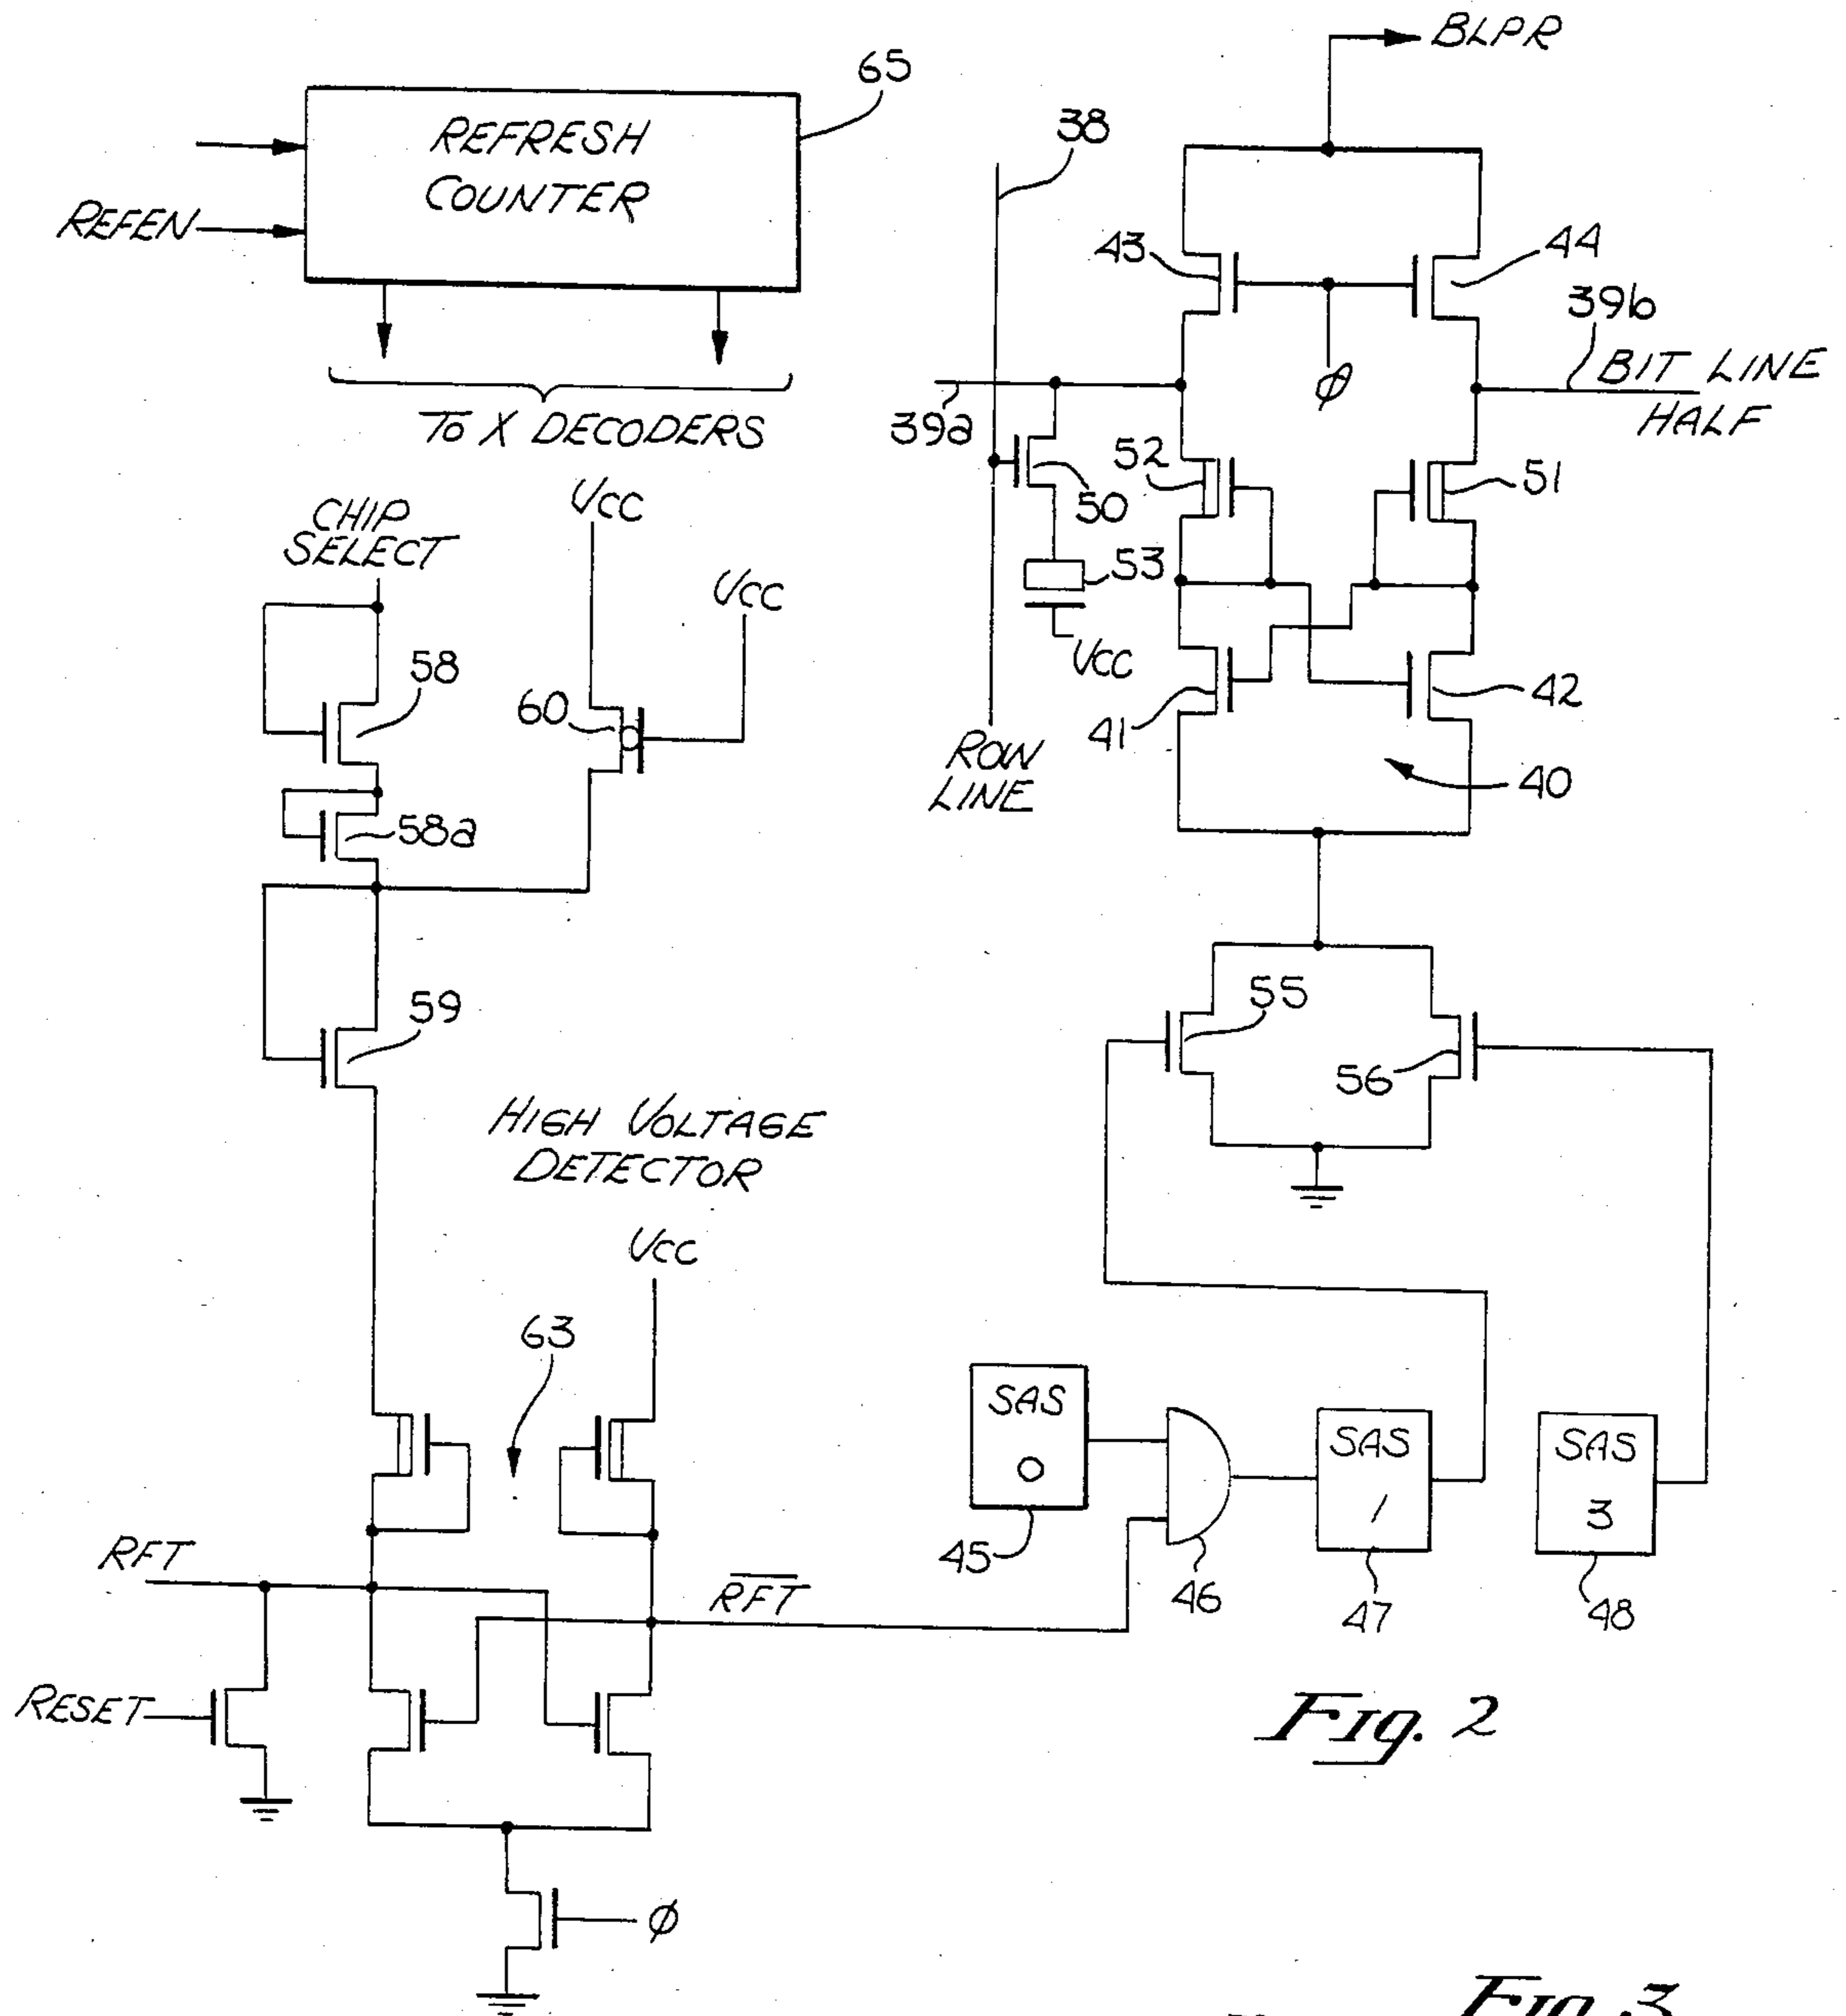 65
REFRESH
COUNTER
REFEN
TO X DECODERS
BLPR
38
43
44
39b
BIT LINE
HALF
φ
39a
52
51
50
53
VCC
41
42
40
ROW
LINE
CHIP
SELECT
VCC
VCC
58
60
58a
59
HIGH VOLTAGE
DETECTOR
55
56
VCC
63
SAS
0
SAS
1
SAS
3
45
46
47
48
RFT
R̅F̅T̅
RESET
φ
Fig. 2
Fig. 3